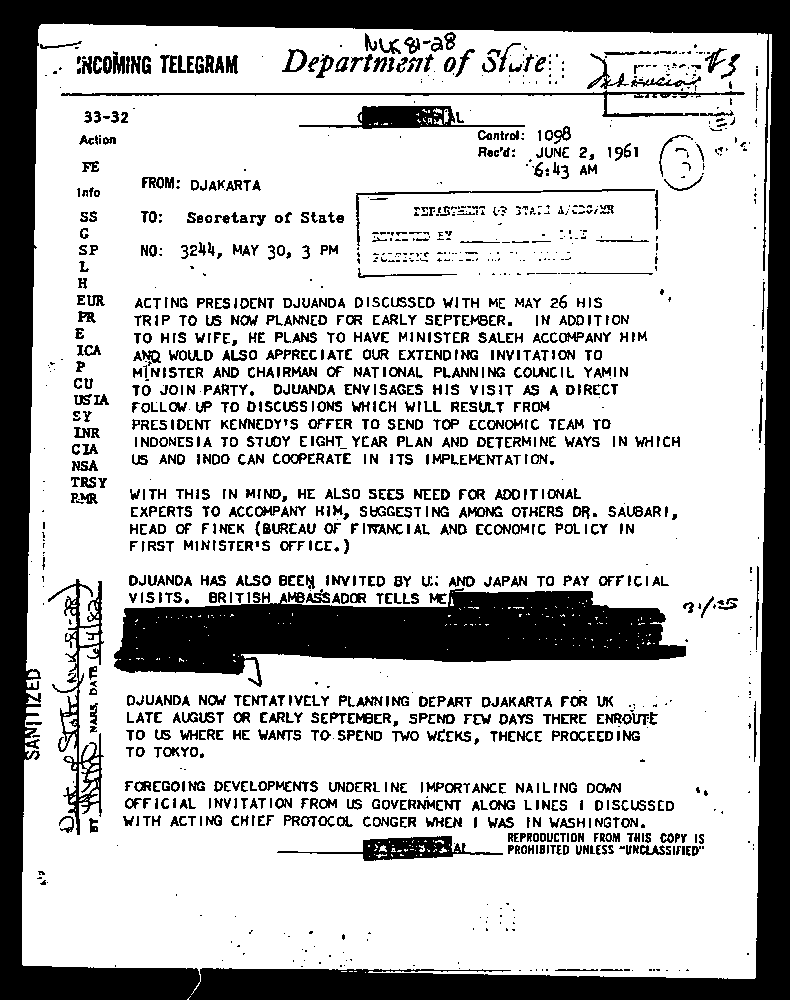 NLK 81-28
INCOMING TELEGRAM Department of State
33-32
AL
Action
Control: 1098
Rec'd: JUNE 2, 1961
6:43 AM
3
FE
FROM: DJAKARTA
Info
SS
TO: Secretary of State
G
SP
NO: 3244, MAY 30, 3 PM
L
H
EUR
PR
E
ICA
P
CU
USIA
SY
INR
CIA
NSA
TRSY
RMR
DEPARTMENT OF STATE A/CDC/MR
REVIEWED BY DATE
ACTING PRESIDENT DJUANDA DISCUSSED WITH ME MAY 26 HIS
TRIP TO US NOW PLANNED FOR EARLY SEPTEMBER. IN ADDITION
TO HIS WIFE, HE PLANS TO HAVE MINISTER SALEH ACCOMPANY HIM
AND WOULD ALSO APPRECIATE OUR EXTENDING INVITATION TO
MINISTER AND CHAIRMAN OF NATIONAL PLANNING COUNCIL YAMIN
TO JOIN PARTY. DJUANDA ENVISAGES HIS VISIT AS A DIRECT
FOLLOW UP TO DISCUSSIONS WHICH WILL RESULT FROM
PRESIDENT KENNEDY'S OFFER TO SEND TOP ECONOMIC TEAM TO
INDONESIA TO STUDY EIGHT YEAR PLAN AND DETERMINE WAYS IN WHICH
US AND INDO CAN COOPERATE IN ITS IMPLEMENTATION.
WITH THIS IN MIND, HE ALSO SEES NEED FOR ADDITIONAL
EXPERTS TO ACCOMPANY HIM, SUGGESTING AMONG OTHERS DR. SAUBARI,
HEAD OF FINEK (BUREAU OF FINANCIAL AND ECONOMIC POLICY IN
FIRST MINISTER'S OFFICE.)
DJUANDA HAS ALSO BEEN INVITED BY UK AND JAPAN TO PAY OFFICIAL
VISITS. BRITISH AMBASSADOR TELLS ME
31/25
DJUANDA NOW TENTATIVELY PLANNING DEPART DJAKARTA FOR UK
LATE AUGUST OR EARLY SEPTEMBER, SPEND FEW DAYS THERE ENROUTE
TO US WHERE HE WANTS TO SPEND TWO WEEKS, THENCE PROCEEDING
TO TOKYO.
FOREGOING DEVELOPMENTS UNDERLINE IMPORTANCE NAILING DOWN
OFFICIAL INVITATION FROM US GOVERNMENT ALONG LINES I DISCUSSED
WITH ACTING CHIEF PROTOCOL CONGER WHEN I WAS IN WASHINGTON.
REPRODUCTION FROM THIS COPY IS
PROHIBITED UNLESS "UNCLASSIFIED"
SANITIZED
Dept. of State (NLK-81-28)
BY NARS, DATE 6/4/82